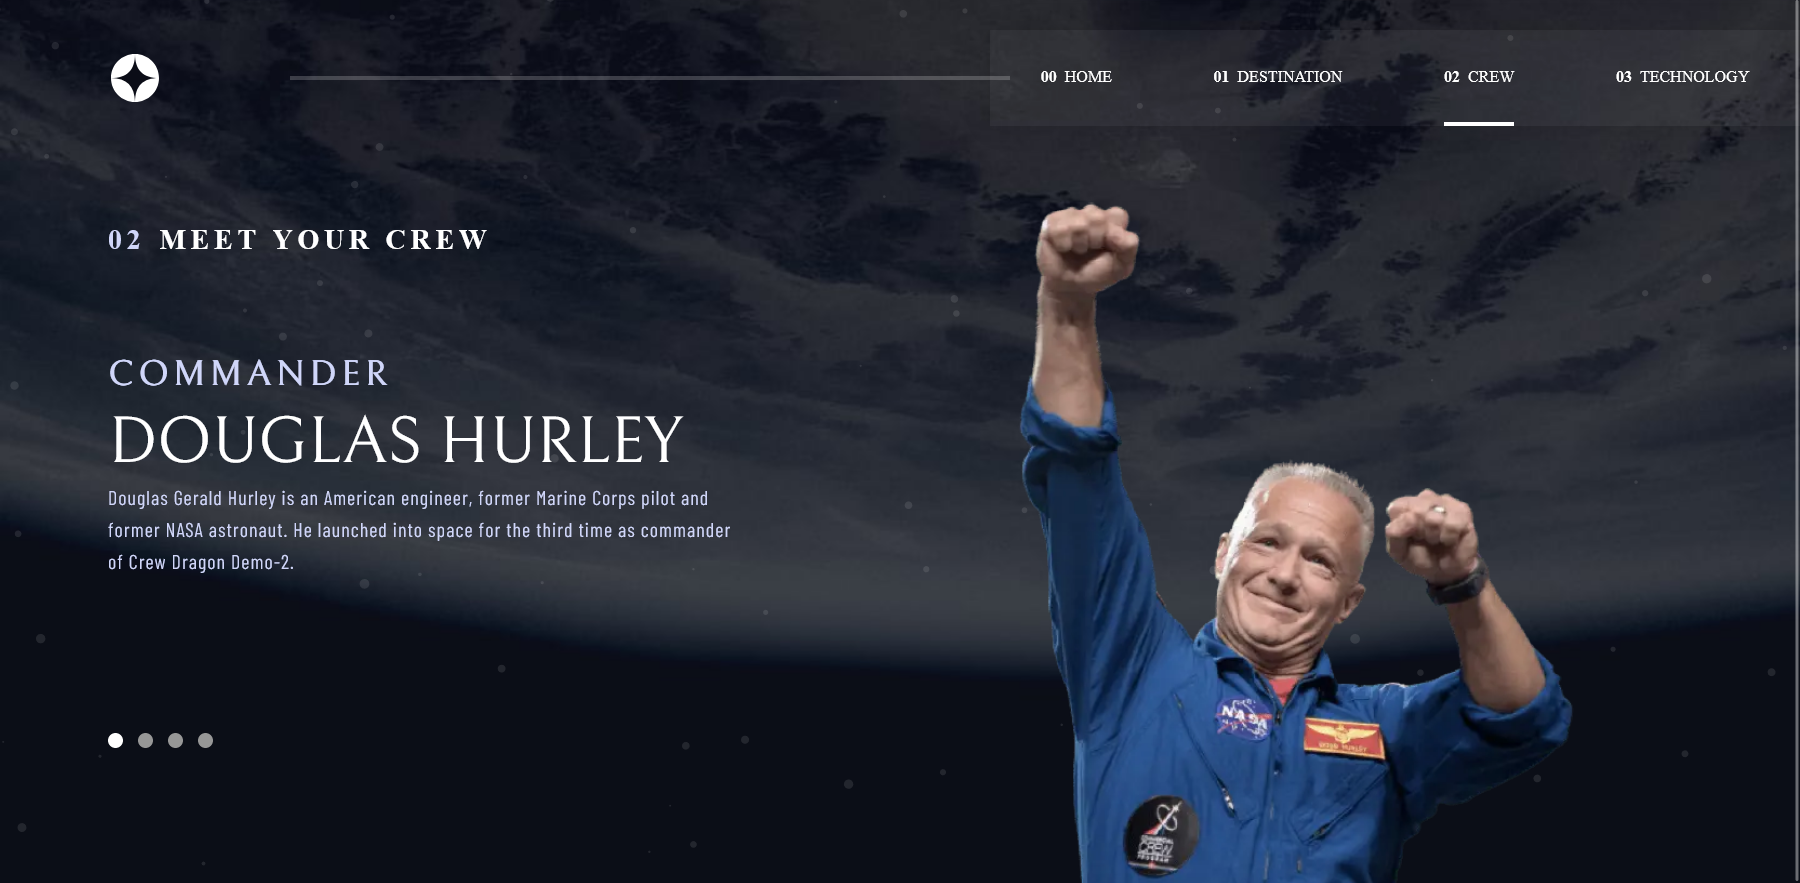 00 HOME 01 DESTINATION 02 CREW 03 TECHNOLOGY
02 MEET YOUR CREW
COMMANDER
DOUGLAS HURLEY
Douglas Gerald Hurley is an American engineer, former Marine Corps pilot and
former NASA astronaut. He launched into space for the third time as commander
of Crew Dragon Demo-2.
NASA
CREW
PROGRAM